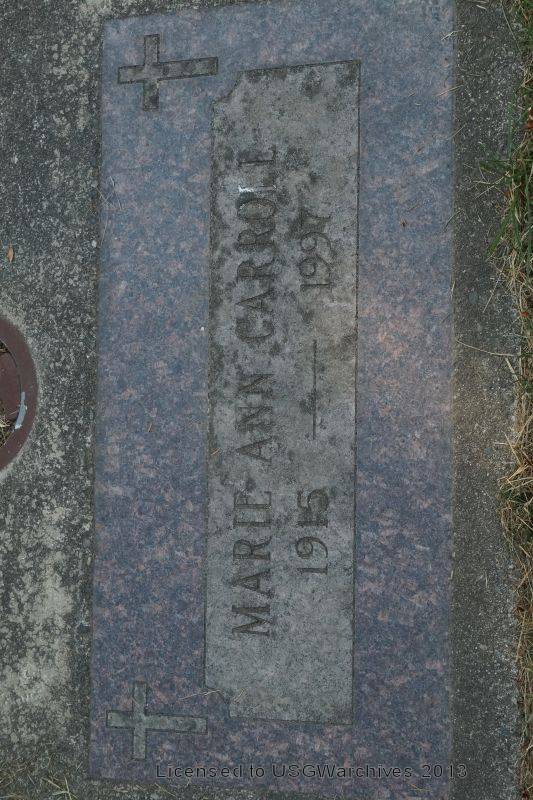 MARIE ANN CARROLL
1915 — 1997
Licensed to USGWarchives 2013